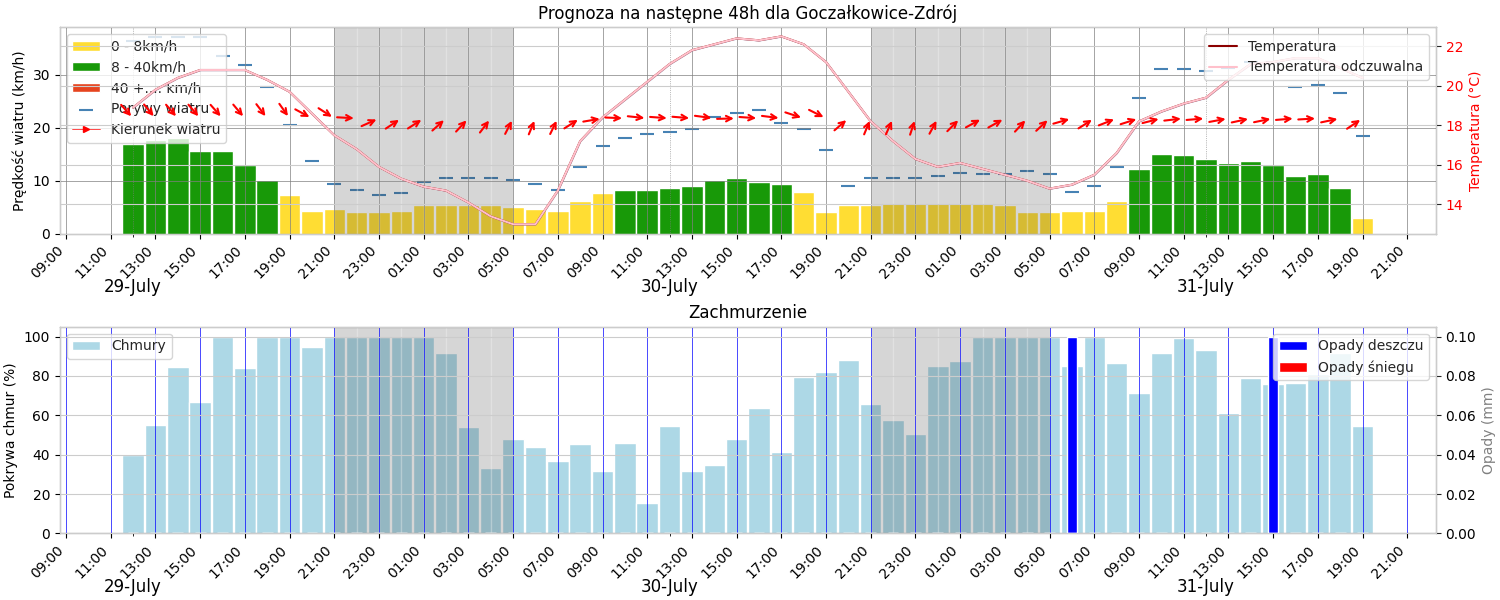 Prognoza na następne 48h dla Goczałkowice-Zdrój
Prędkość wiatru (km/h)
30
20
10
0
0 - 8km/h
8 - 40km/h
40 +.... km/h
Porywy wiatru
Kierunek wiatru
Temperatura
Temperatura odczuwalna
22
20
18
16
14
Temperatura (°C)
09:00 11:00 13:00 15:00 17:00 19:00 21:00 23:00 01:00 03:00 05:00 07:00 09:00 11:00 13:00 15:00 17:00 19:00 21:00 23:00 01:00 03:00 05:00 07:00 09:00 11:00 13:00 15:00 17:00 19:00 21:00
29-July 30-July 31-July
Zachmurzenie
Pokrywa chmur (%)
100
80
60
40
20
0
Chmury
Opady deszczu
Opady śniegu
0.10
0.08
0.06
0.04
0.02
0.00
Opady (mm)
09:00 11:00 13:00 15:00 17:00 19:00 21:00 23:00 01:00 03:00 05:00 07:00 09:00 11:00 13:00 15:00 17:00 19:00 21:00 23:00 01:00 03:00 05:00 07:00 09:00 11:00 13:00 15:00 17:00 19:00 21:00
29-July 30-July 31-July